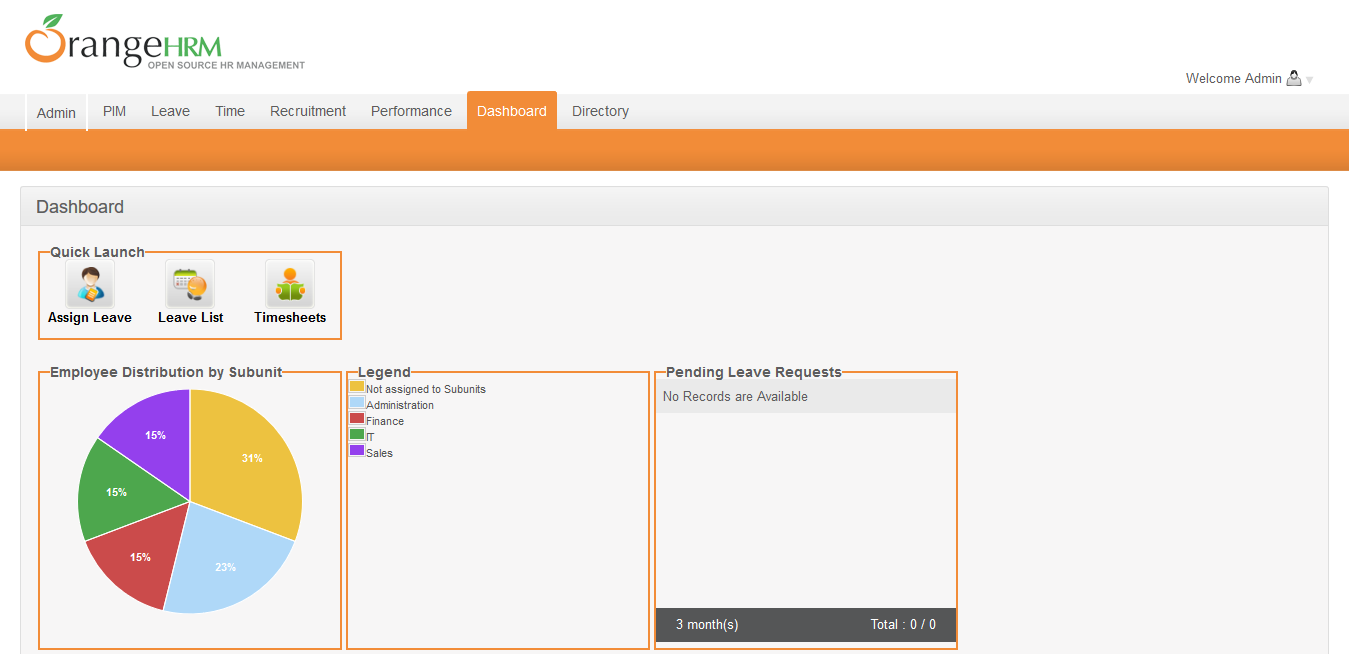 OrangeHRM
OPEN SOURCE HR MANAGEMENT
Welcome Admin
Admin PIM Leave Time Recruitment Performance Dashboard Directory
Dashboard
Quick Launch
Assign Leave Leave List Timesheets
Employee Distribution by Subunit
31%
23%
15%
15%
15%
Legend
Not assigned to Subunits
Administration
Finance
IT
Sales
Pending Leave Requests
No Records are Available
3 month(s) Total : 0 / 0